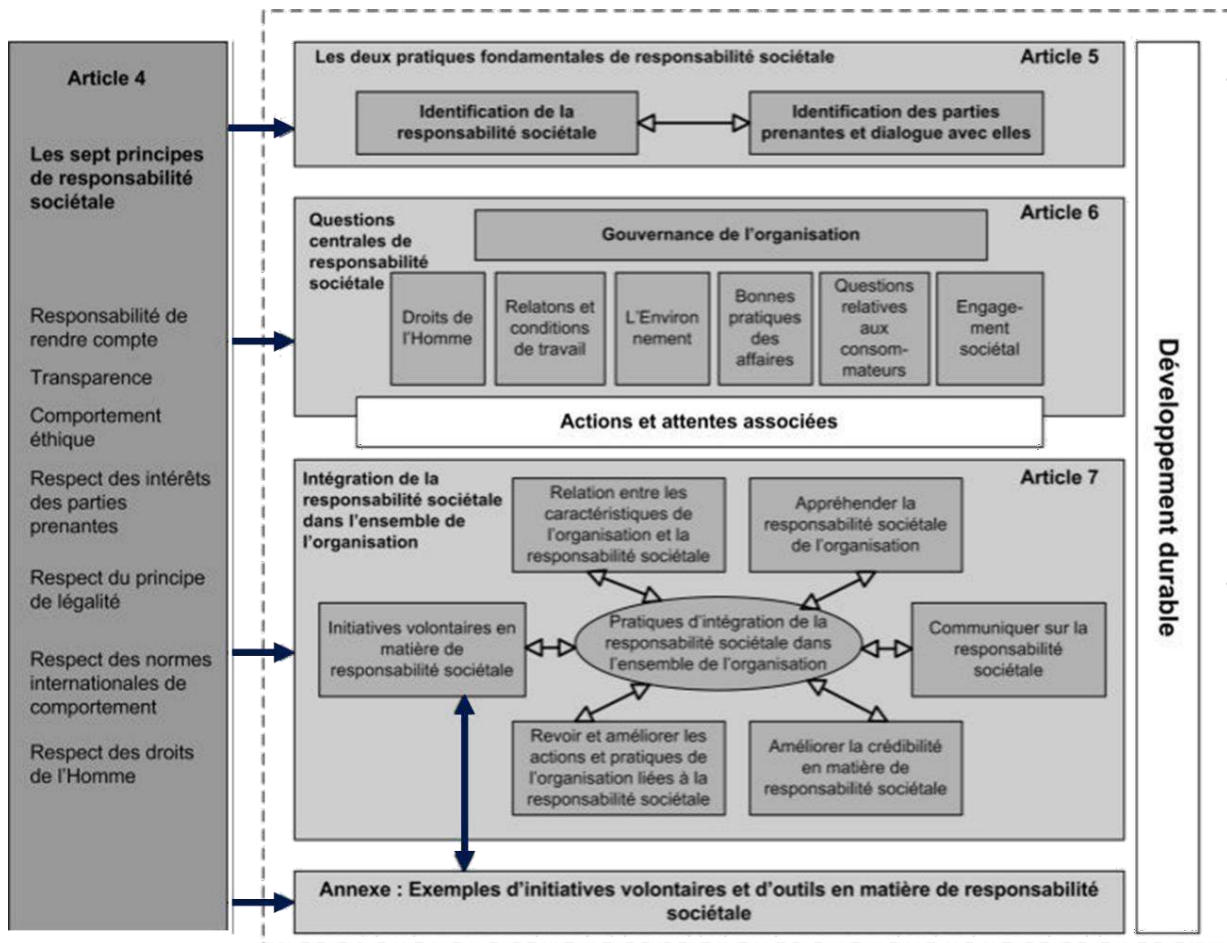 Article 4
Les sept principes
de responsabilité
sociétale
Responsabilité de
rendre compte
Transparence
Comportement
éthique
Respect des intérêts
des parties
prenantes
Respect du principe
de légalité
Respect des normes
internationales de
comportement
Respect des droits
de l'Homme
Les deux pratiques fondamentales de responsabilité sociétale
Article 5
Identification de la
responsabilité sociétale
Identification des parties
prenantes et dialogue avec elles
Questions
centrales de
responsabilité
sociétale
Article 6
Gouvernance de l'organisation
Droits de
l'Homme
Relatons et
conditions
de travail
L'Environ
nement
Bonnes
pratiques
des
affaires
Questions
relatives
aux
consom-
mateurs
Engage-
ment
sociétal
Actions et attentes associées
Intégration de la
responsabilité sociétale
dans l'ensemble de
l'organisation
Article 7
Relation entre les
caractéristiques de
l'organisation et la
responsabilité sociétale
Appréhender la
responsabilité sociétale
de l'organisation
Initiatives volontaires en
matière de
responsabilité sociétale
Pratiques d'intégration de la
responsabilité sociétale dans
l'ensemble de l'organisation
Communiquer sur la
responsabilité
sociétale
Revoir et améliorer les
actions et pratiques de
l'organisation liées à la
responsabilité sociétale
Améliorer la crédibilité
en matière de
responsabilité sociétale
Annexe : Exemples d'initiatives volontaires et d'outils en matière de responsabilité
sociétale
Développement durable